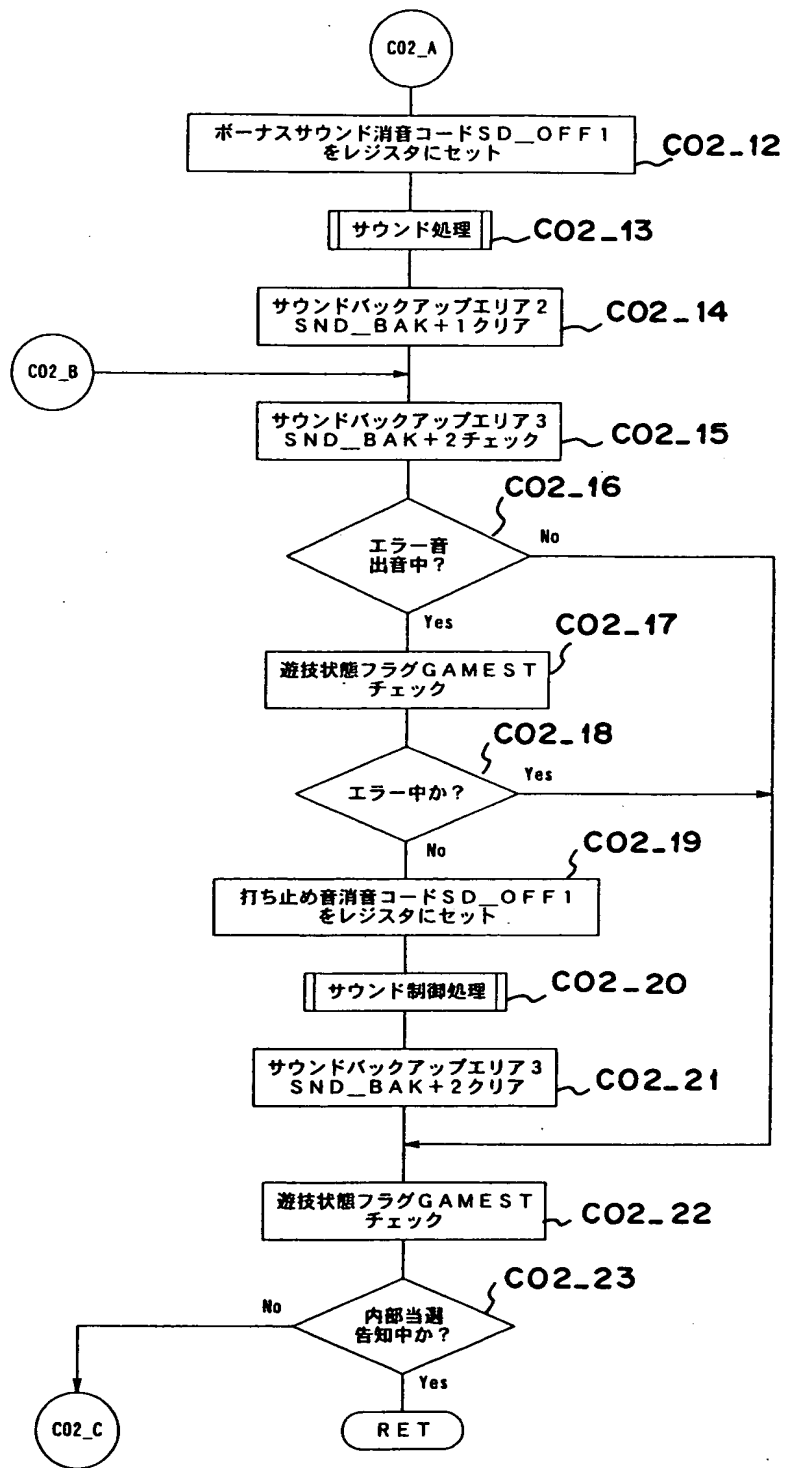 C02_A
ボーナスサウンド消音コードSD__OFF1
をレジスタにセット
C02_12
サウンド処理
C02_13
サウンドバックアップエリア2
SND__BAK+1クリア
C02_14
C02_B
サウンドバックアップエリア3
SND__BAK+2チェック
C02_15
C02_16
エラー音
出音中?
No
Yes
C02_17
遊技状態フラグGAMEST
チェック
C02_18
エラー中か?
Yes
No
C02_19
打ち止め音消音コードSD__OFF1
をレジスタにセット
サウンド制御処理
C02_20
サウンドバックアップエリア3
SND__BAK+2クリア
C02_21
遊技状態フラグGAMEST
チェック
C02_22
C02_23
内部当選
告知中か?
No
Yes
C02_C
RET